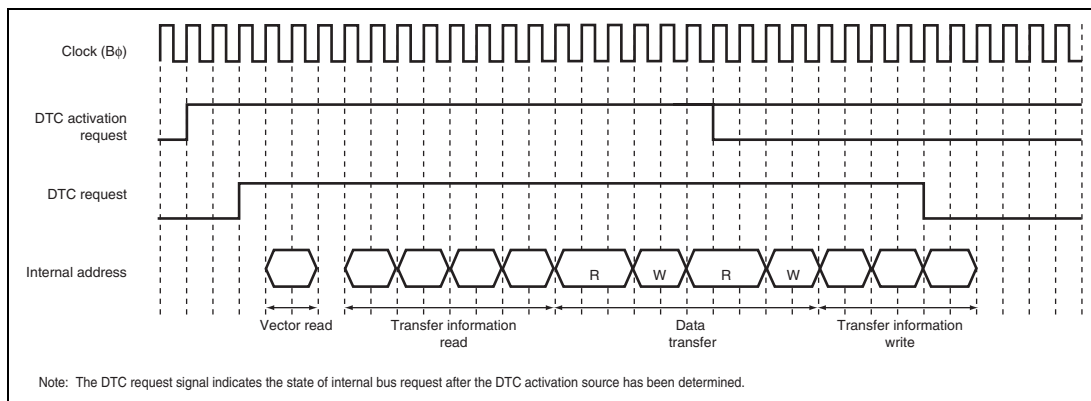 Clock (Bφ)
DTC activation
request
DTC request
Internal address
R
W
R
W
Vector read
Transfer information
read
Data
transfer
Transfer information
write
Note: The DTC request signal indicates the state of internal bus request after the DTC activation source has been determined.